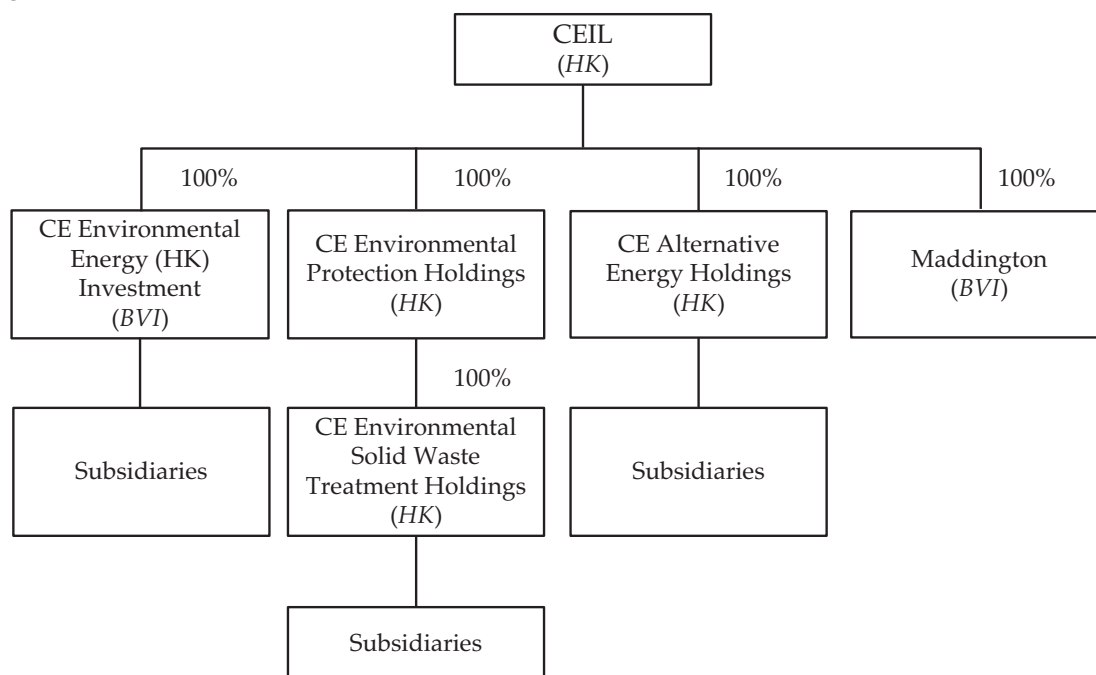 CEIL
(HK)
100%
100%
100%
100%
CE Environmental
Energy (HK)
Investment
(BVI)
CE Environmental
Protection Holdings
(HK)
CE Alternative
Energy Holdings
(HK)
Maddington
(BVI)
100%
Subsidiaries
CE Environmental
Solid Waste
Treatment Holdings
(HK)
Subsidiaries
Subsidiaries